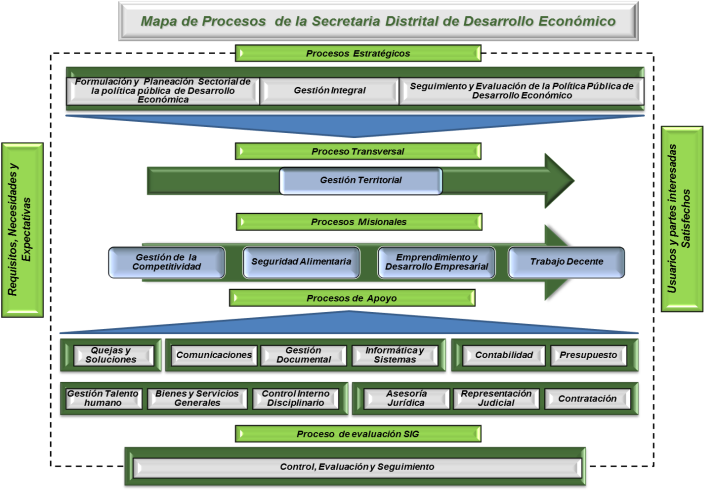 Mapa de Procesos de la Secretaria Distrital de Desarrollo Económico
Procesos Estratégicos
Formulación y Planeación Sectorial de
la política pública de Desarrollo
Económica
Gestión Integral
Seguimiento y Evaluación de la Política Pública de
Desarrollo Económico
Requisitos, Necesidades y
Expectativas
Proceso Transversal
Gestión Territorial
Procesos Misionales
Gestión de la
Competitividad
Seguridad Alimentaria
Emprendimiento y
Desarrollo Empresarial
Trabajo Decente
Usuarios y partes interesadas
Satisfechos
Procesos de Apoyo
Quejas y
Soluciones
Comunicaciones
Gestión
Documental
Informática y
Sistemas
Contabilidad
Presupuesto
Gestión Talento
humano
Bienes y Servicios
Generales
Control Interno
Disciplinario
Asesoría
Jurídica
Representación
Judicial
Contratación
Proceso de evaluación SIG
Control, Evaluación y Seguimiento